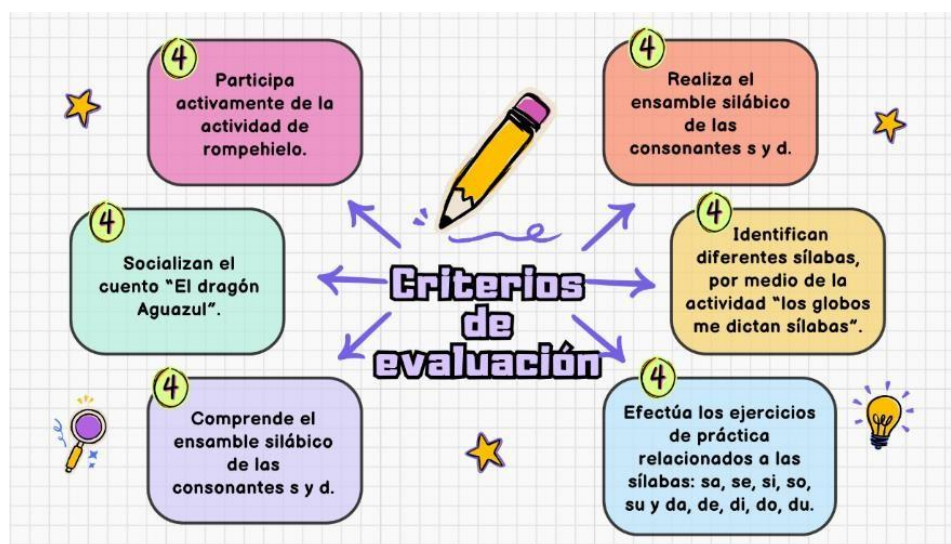 4
Participa
activamente de la
actividad de
rompehielo.
4
Realiza el
ensamble silábico
de las
consonantes s y d.
4
Socializan el
cuento "El dragón
Aguazul".
Criterios
de
evaluación
4
Identifican
diferentes sílabas,
por medio de la
actividad "los globos
me dictan sílabas".
4
Comprende el
ensamble silábico
de las
consonantes s y d.
4
Efectúa los ejercicios
de práctica
relacionados a las
sílabas: sa, se, si, so,
su y da, de, di, do, du.